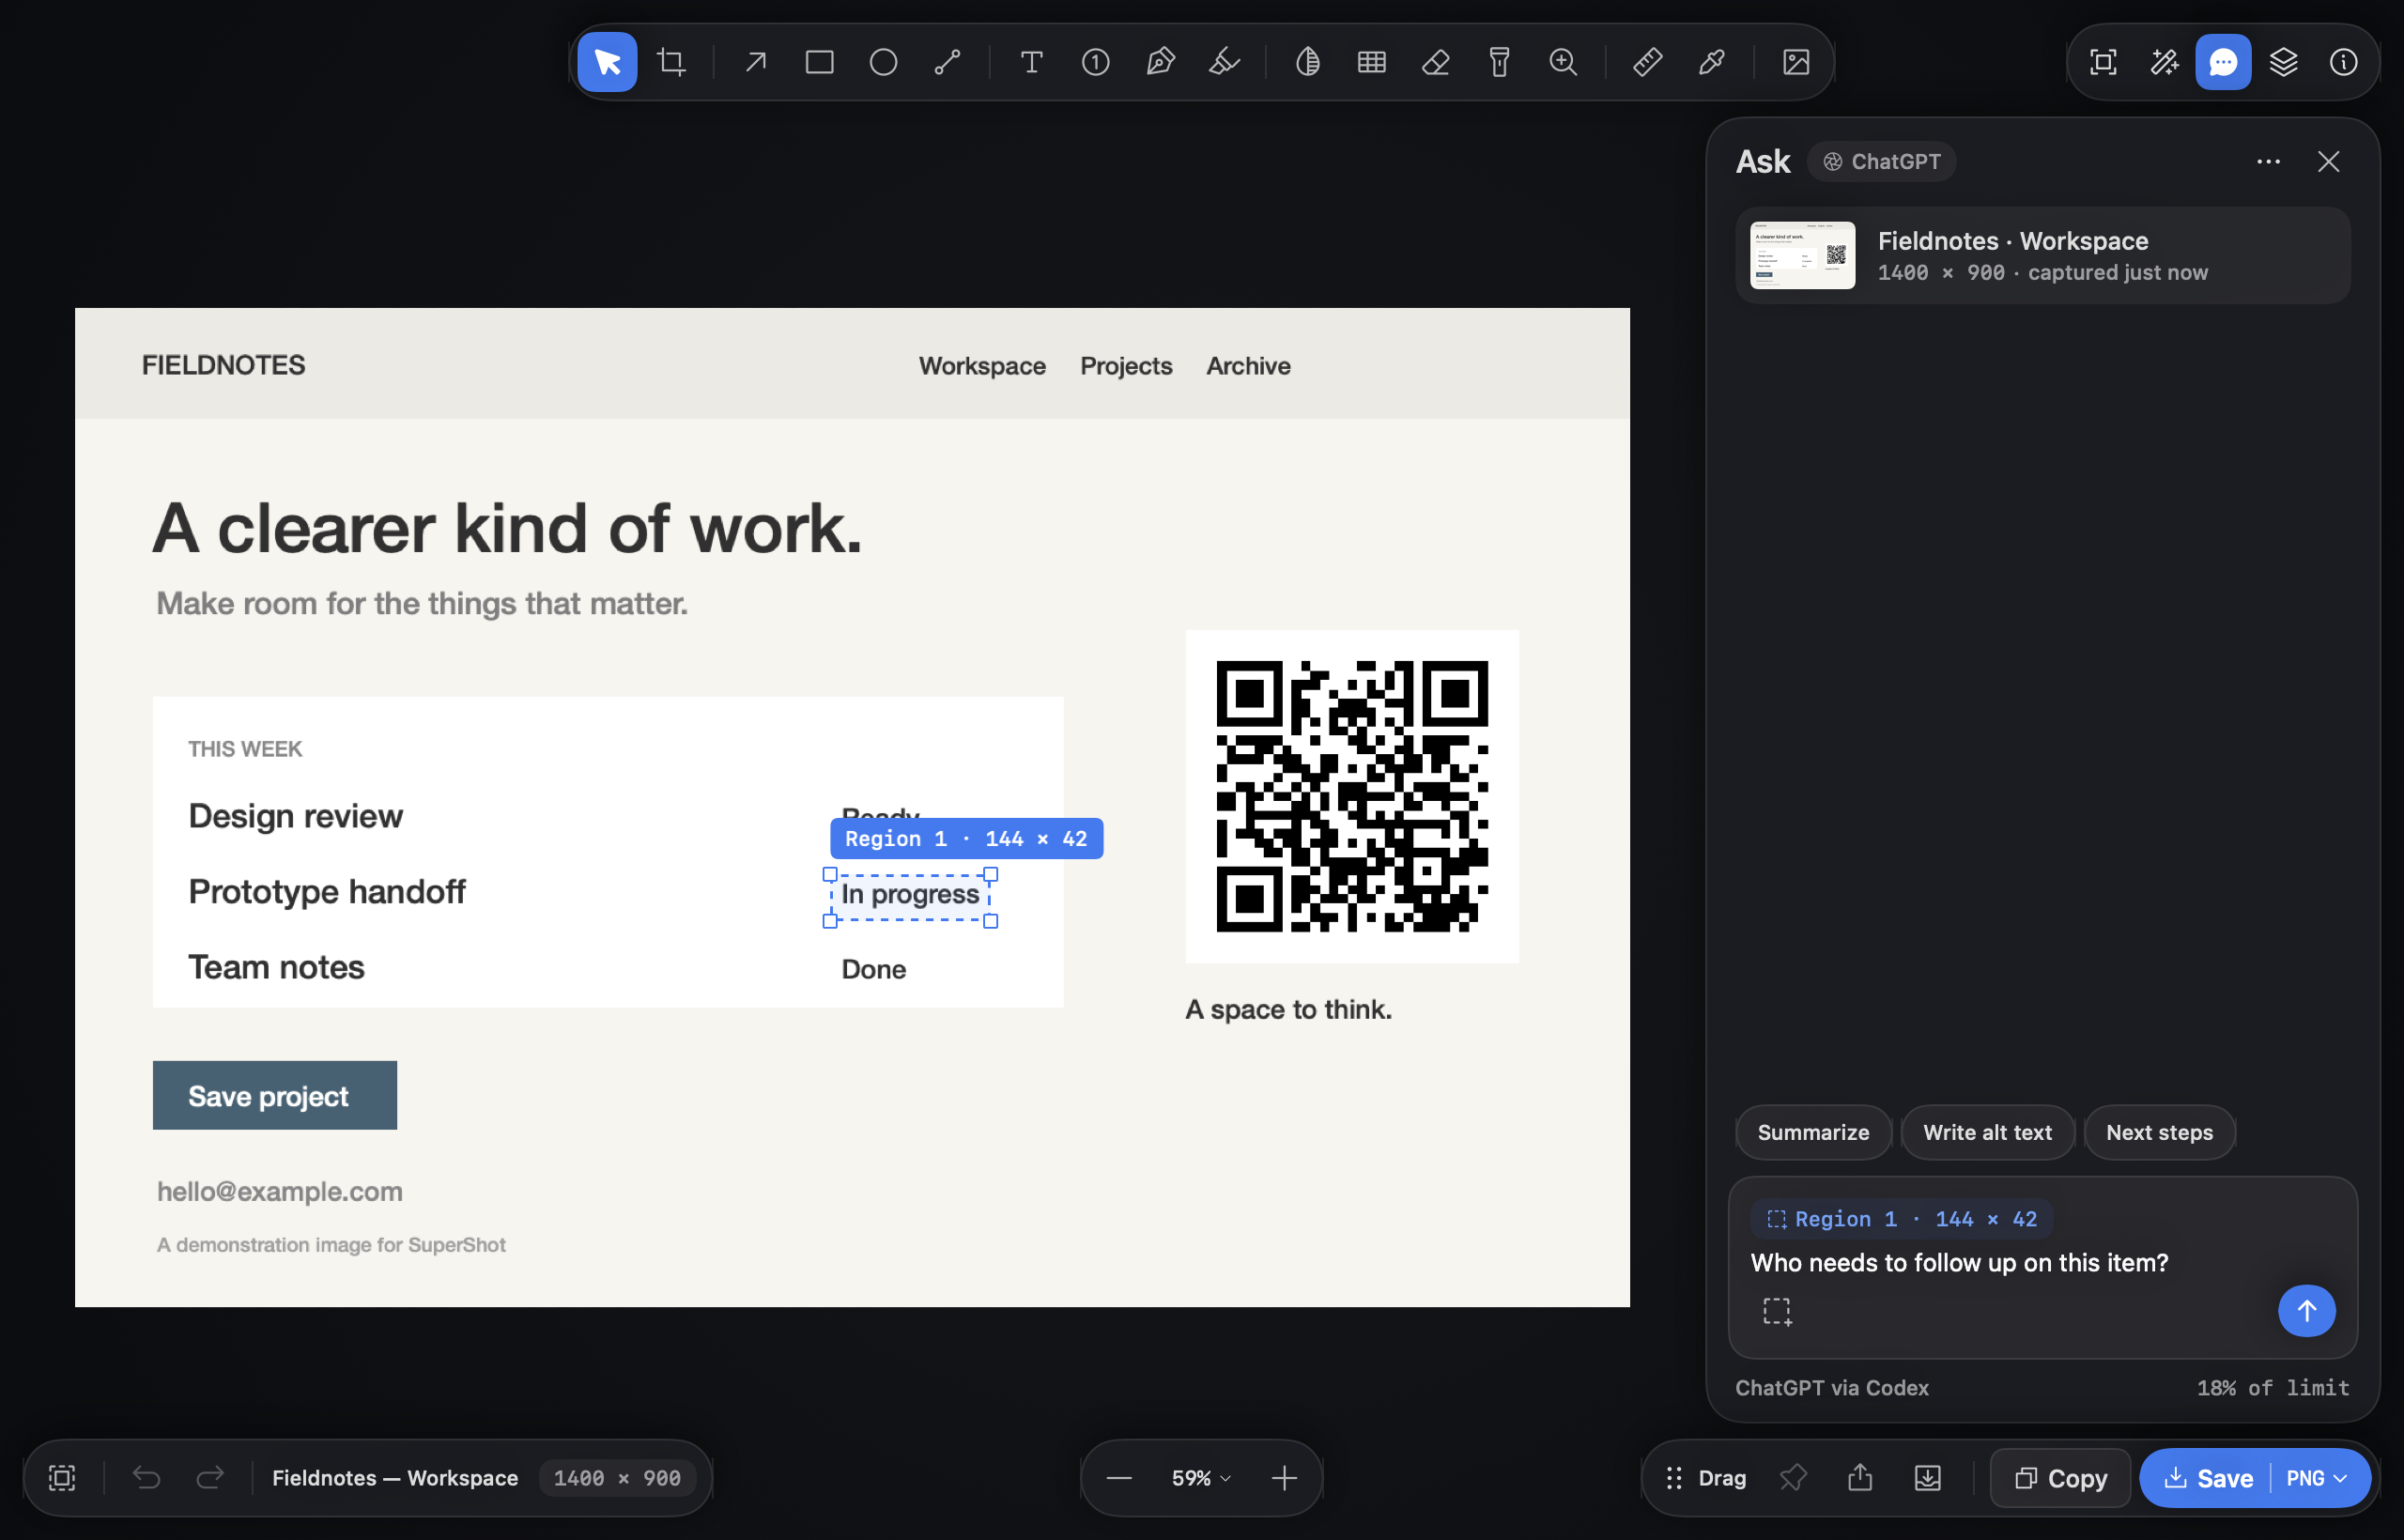 Ask
ChatGPT
Fieldnotes · Workspace
1400 × 900 · captured just now
FIELDNOTES
Workspace Projects Archive
A clearer kind of work.
Make room for the things that matter.
THIS WEEK
Design review Ready
Region 1 · 144 × 42
Prototype handoff In progress
Team notes Done
A space to think.
Save project
hello@example.com
A demonstration image for SuperShot
Summarize Write alt text Next steps
Region 1 · 144 × 42
Who needs to follow up on this item?
ChatGPT via Codex 18% of limit
Fieldnotes — Workspace 1400 × 900
59%
Drag Copy Save PNG